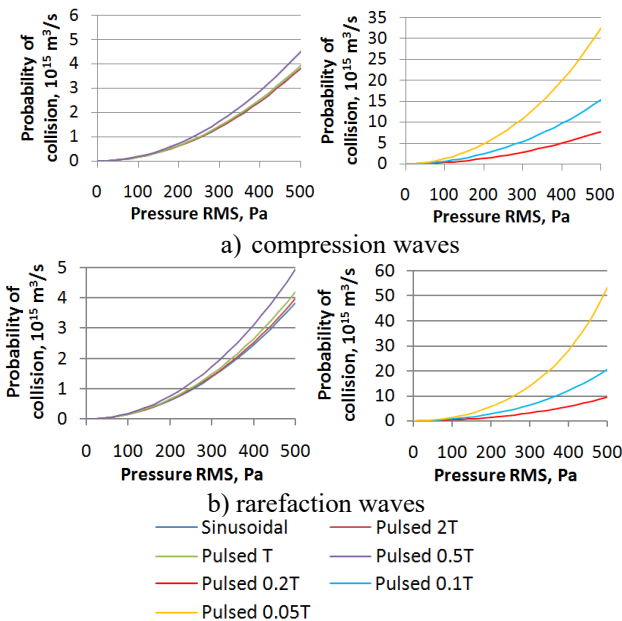 Probability of
collision, 10¹⁵ m³/s
6
5
4
3
2
1
0
0 100 200 300 400 500
Pressure RMS, Pa
Probability of
collision, 10¹⁵ m³/s
35
30
25
20
15
10
5
0
0 100 200 300 400 500
Pressure RMS, Pa
a) compression waves
Probability of
collision, 10¹⁵ m³/s
5
4
3
2
1
0
0 100 200 300 400 500
Pressure RMS, Pa
Probability of
collision, 10¹⁵ m³/s
60
50
40
30
20
10
0
0 100 200 300 400 500
Pressure RMS, Pa
b) rarefaction waves
Sinusoidal
Pulsed 2T
Pulsed T
Pulsed 0.5T
Pulsed 0.2T
Pulsed 0.1T
Pulsed 0.05T